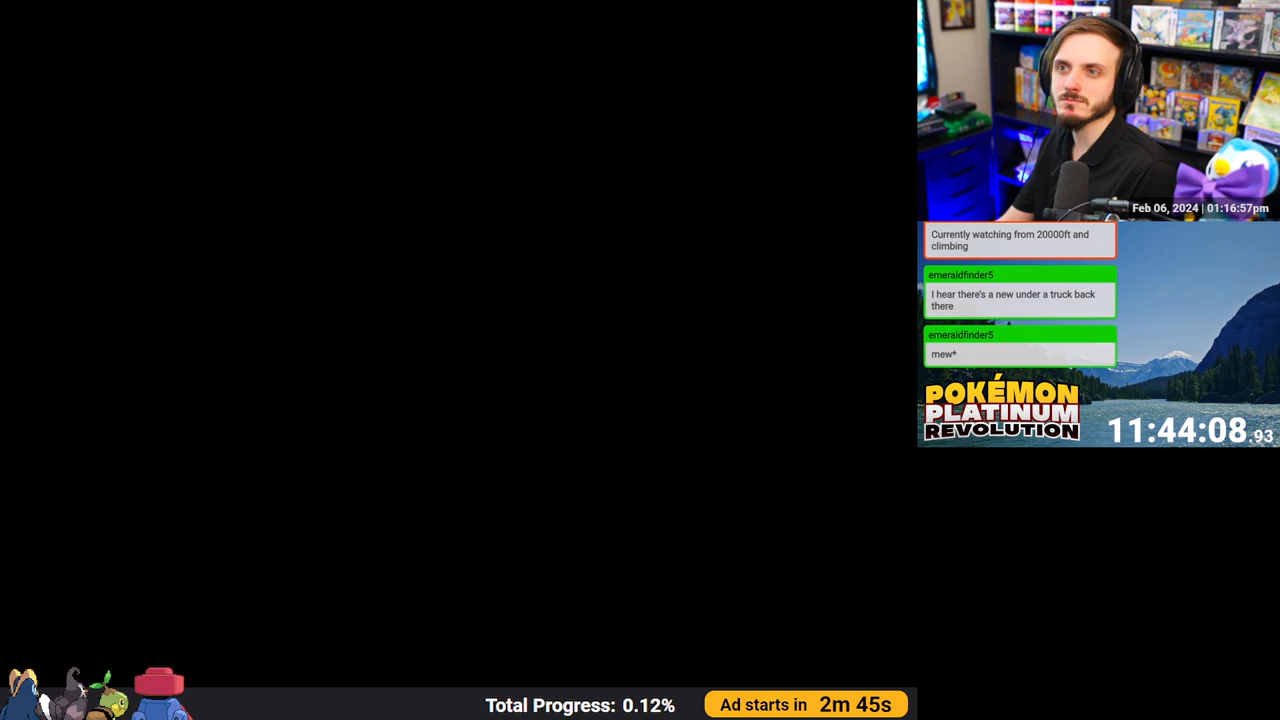 Feb 06, 2024 | 01:16:57pm
Currently watching from 20000ft and
climbing
emeraldfinder5
I hear there's a new under a truck back
there
emeraldfinder5
mew*
POKÉMON
PLATINUM
REVOLUTION
11:44:08.93
Total Progress: 0.12%
Ad starts in 2m 45s